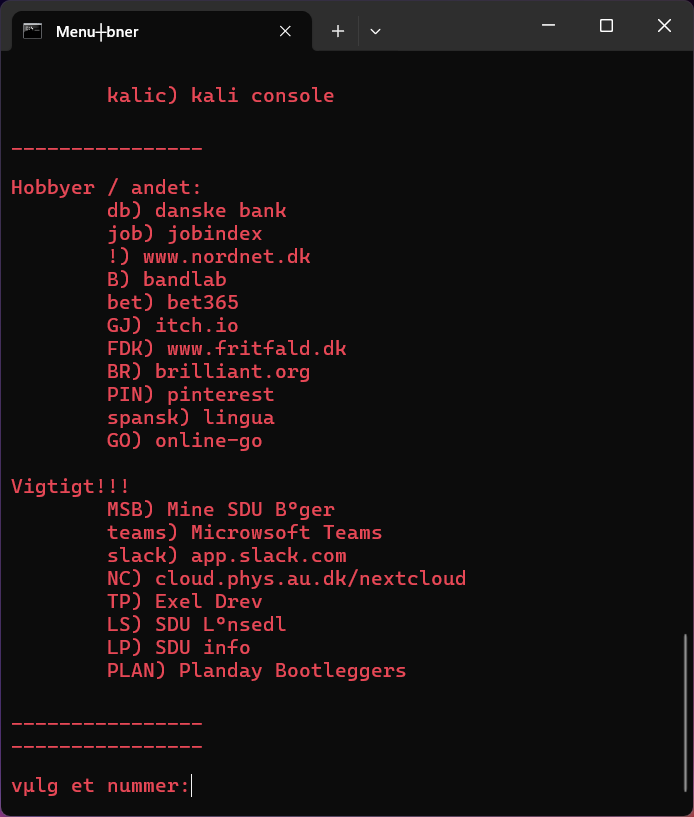 Menu┼bner
kalic) kali console
----------------
Hobbyer / andet:
db) danske bank
job) jobindex
!) www.nordnet.dk
B) bandlab
bet) bet365
GJ) itch.io
FDK) www.fritfald.dk
BR) brilliant.org
PIN) pinterest
spansk) lingua
GO) online-go
Vigtigt!!!
MSB) Mine SDU B°ger
teams) Microwsoft Teams
slack) app.slack.com
NC) cloud.phys.au.dk/nextcloud
TP) Exel Drev
LS) SDU L°nsedl
LP) SDU info
PLAN) Planday Bootleggers
----------------
----------------
vµlg et nummer: